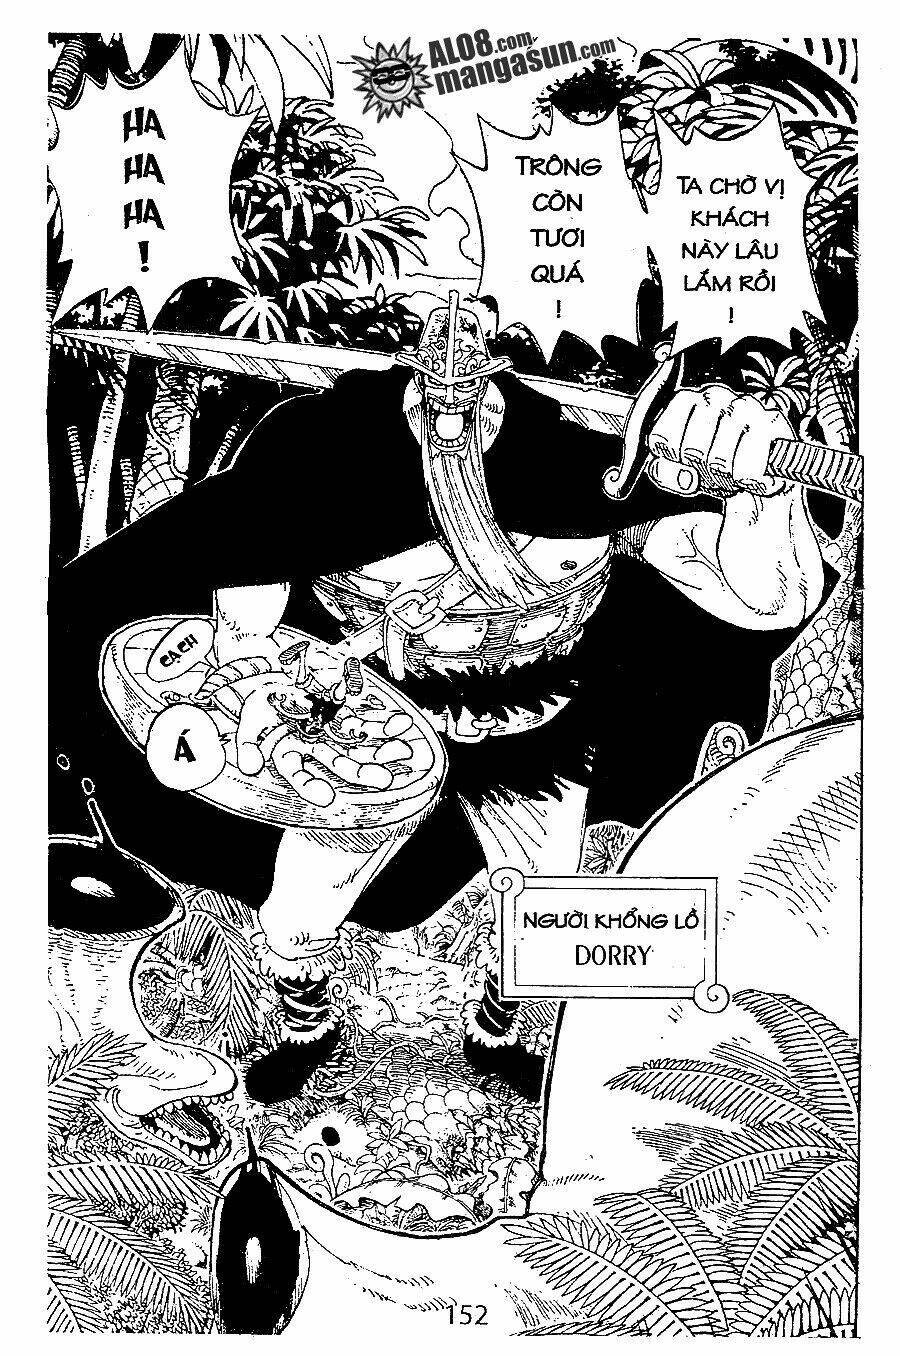 AL08.com
mangasun.com
TA CHỜ VỊ
KHÁCH
NÀY LÂU
LẮM RỒI
!
TRÔNG
CÒN
TƯƠI
QUÁ
!
HA
HA
HA
!
CẠCH
Á
NGƯỜI KHỔNG LỒ
DORRY
152